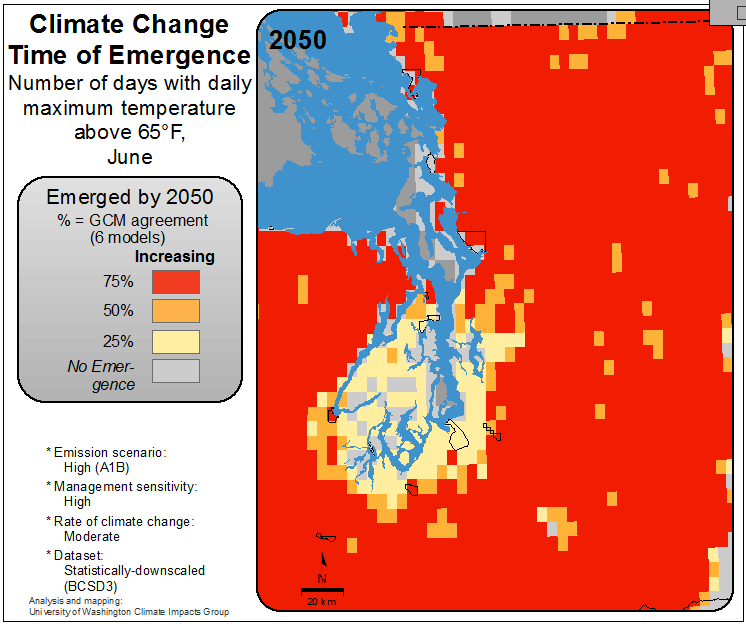 Climate Change
Time of Emergence
Number of days with daily
maximum temperature
above 65°F,
June
2050
Emerged by 2050
% = GCM agreement
(6 models)
Increasing
75%
50%
25%
No Emer-
gence
* Emission scenario:
High (A1B)
* Management sensitivity:
High
* Rate of climate change:
Moderate
* Dataset:
Statistically-downscaled
(BCSD3)
Analysis and mapping:
University of Washington Climate Impacts Group
N
20 km